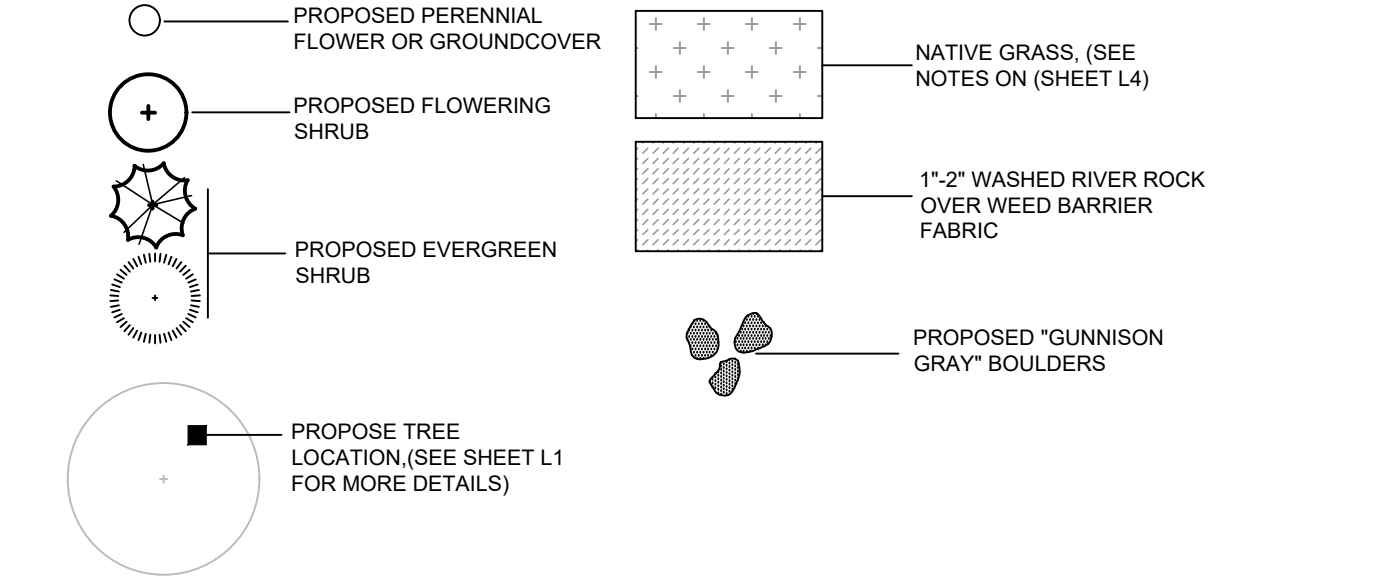 PROPOSED PERENNIAL
FLOWER OR GROUNDCOVER
PROPOSED FLOWERING
SHRUB
PROPOSED EVERGREEN
SHRUB
PROPOSE TREE
LOCATION,(SEE SHEET L1
FOR MORE DETAILS)
NATIVE GRASS, (SEE
NOTES ON (SHEET L4)
1"-2" WASHED RIVER ROCK
OVER WEED BARRIER
FABRIC
PROPOSED "GUNNISON
GRAY" BOULDERS